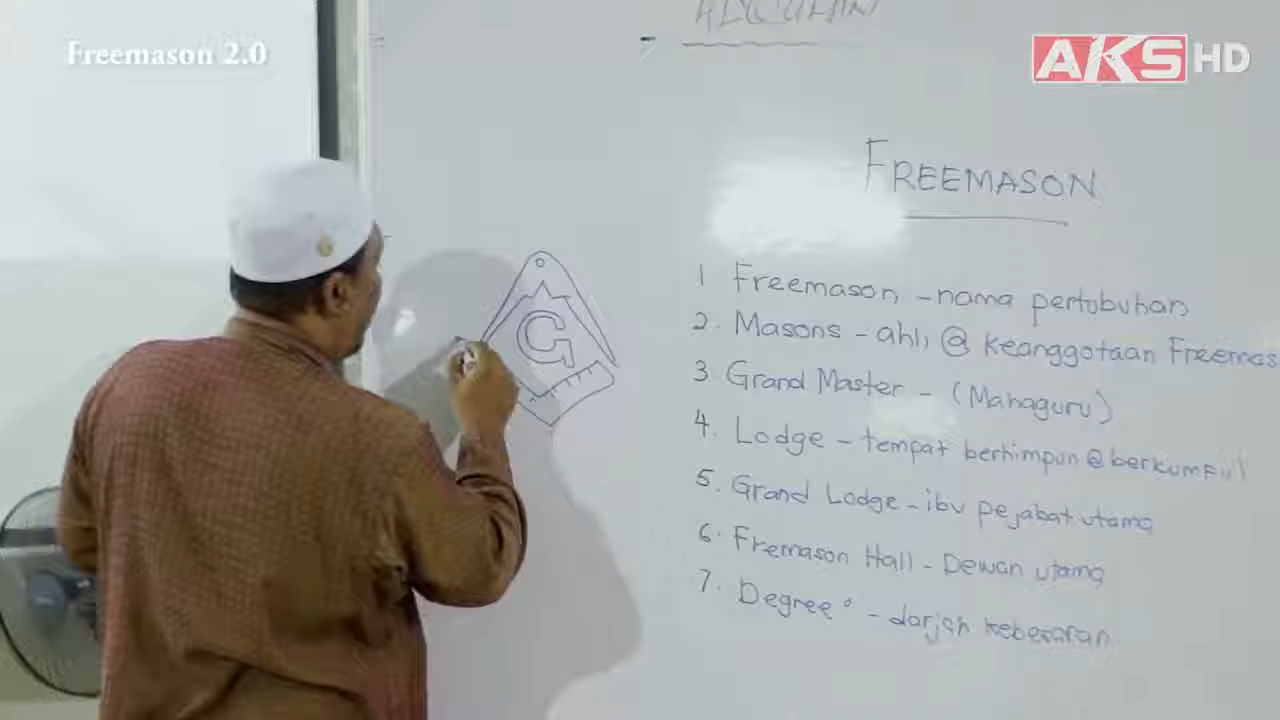 Freemason 2.0
AKS HD
FREEMASON
1 Freemason - nama pertubuhan
2. Masons - ahli @ keanggotaan Freemas
3 Grand Master - (Mahaguru)
4. Lodge - tempat berhimpun @ berkumpul
5. Grand Lodge - ibu pejabat utama
6. Fremason Hall - Dewan utama
7. Degree ° - darjah kebesaran
G